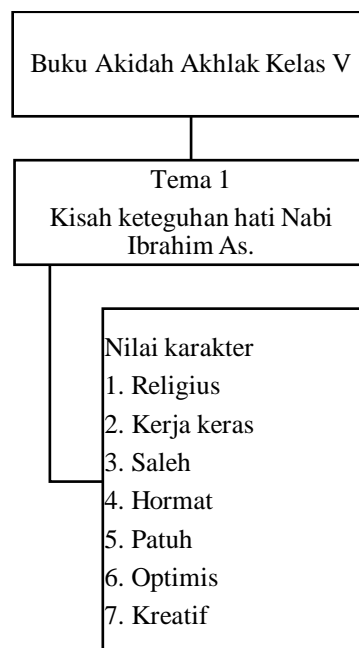 Buku Akidah Akhlak Kelas V
Tema 1
Kisah keteguhan hati Nabi
Ibrahim As.
Nilai karakter
1. Religius
2. Kerja keras
3. Saleh
4. Hormat
5. Patuh
6. Optimis
7. Kreatif